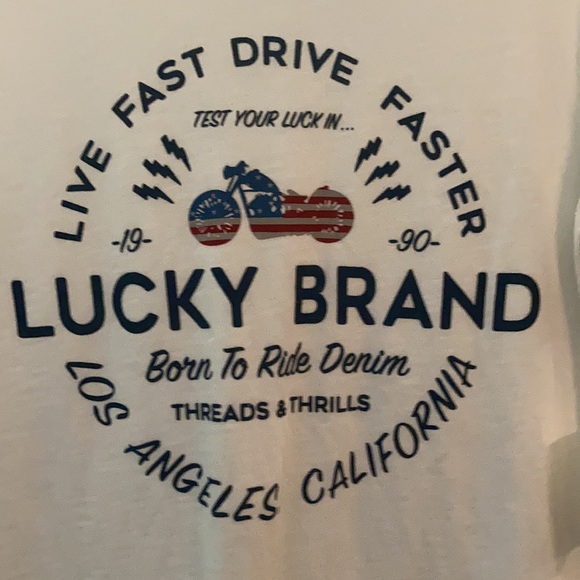 LIVE FAST DRIVE FASTER
TEST YOUR LUCK IN...
-19- -90-
LUCKY BRAND
Born To Ride Denim
THREADS & THRILLS
LOS ANGELES CALIFORNIA